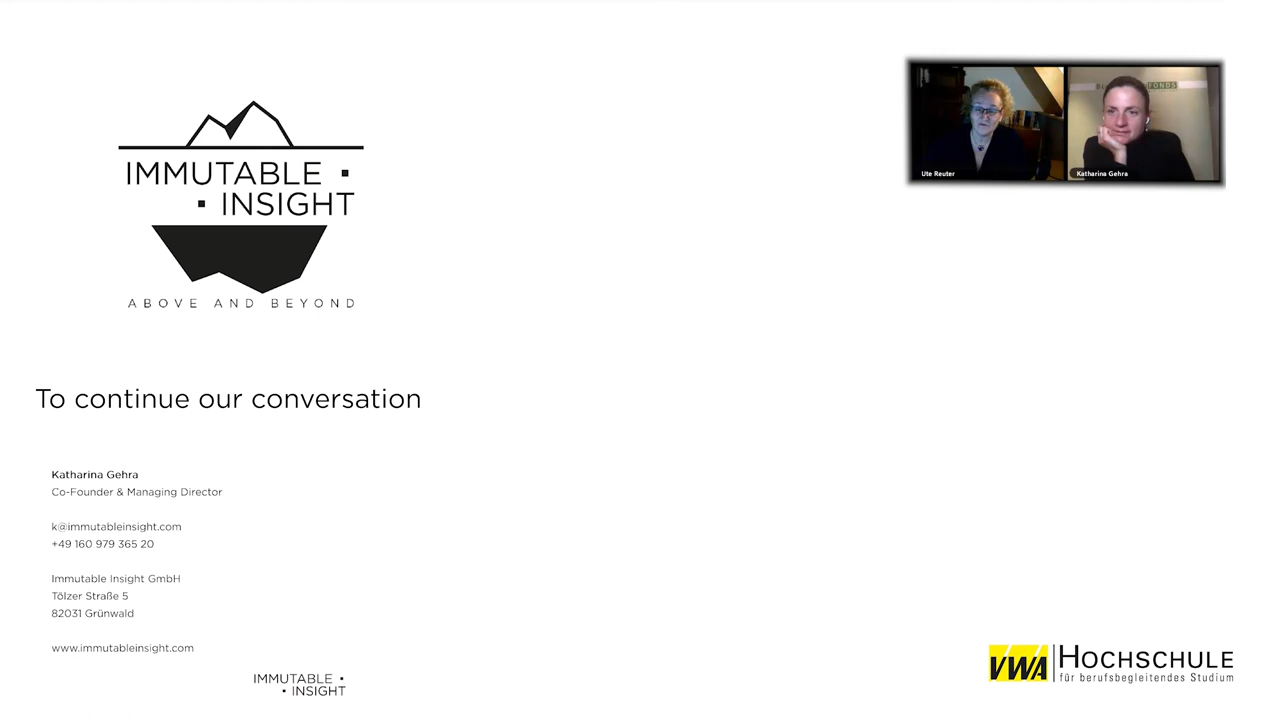 IMMUTABLE
INSIGHT
ABOVE AND BEYOND
Ute Reuter
Katharina Gehra
FONDS
To continue our conversation
Katharina Gehra
Co-Founder & Managing Director
k@immutableinsight.com
+49 160 979 365 20
Immutable Insight GmbH
Tölzer Straße 5
82031 Grünwald
www.immutableinsight.com
IMMUTABLE
INSIGHT
VWA HOCHSCHULE
für berufsbegleitendes Studium